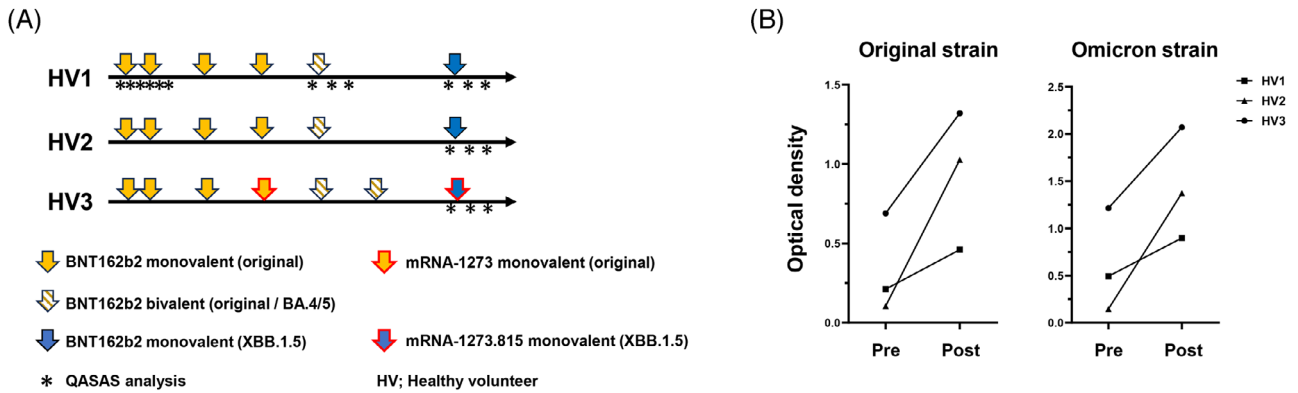 (A)
HV1
******
* * *
* * *
HV2
* * *
HV3
* * *
BNT162b2 monovalent (original)
mRNA-1273 monovalent (original)
BNT162b2 bivalent (original / BA.4/5)
BNT162b2 monovalent (XBB.1.5)
mRNA-1273.815 monovalent (XBB.1.5)
* QASAS analysis
HV; Healthy volunteer
(B)
Original strain
Optical density
1.5
1.0
0.5
0.0
Pre Post
Omicron strain
2.5
2.0
1.5
1.0
0.5
0.0
Pre Post
HV1
HV2
HV3